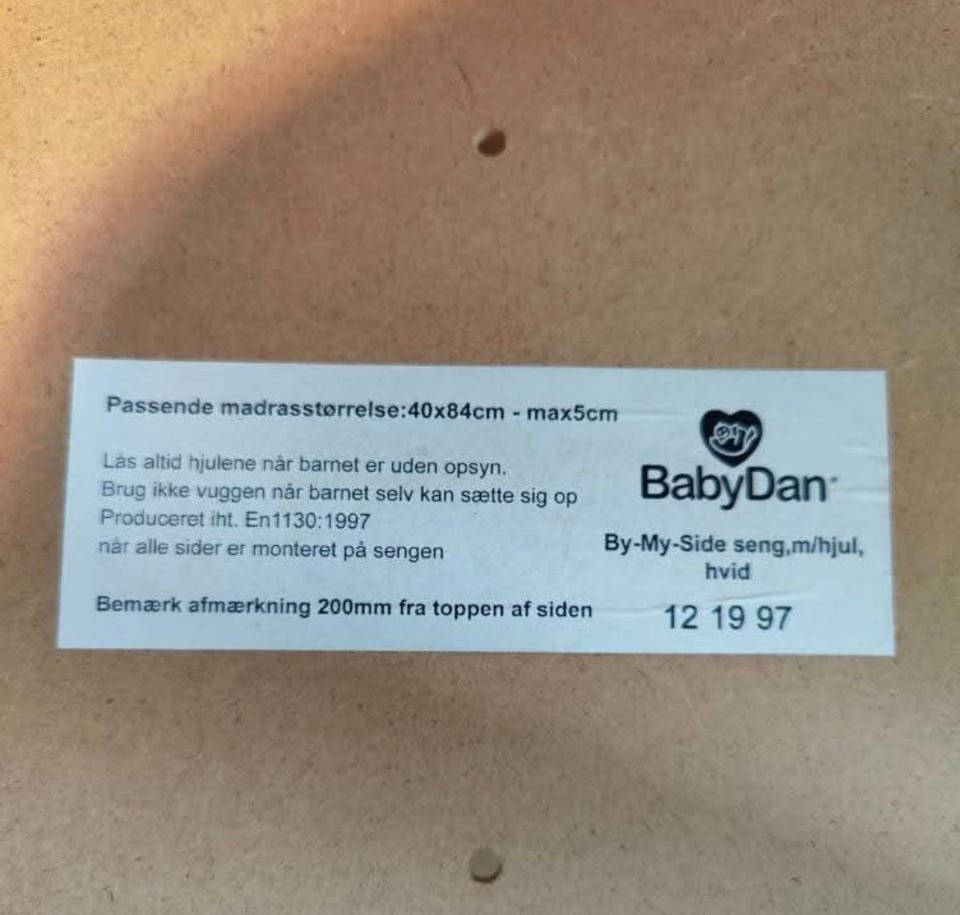 Passende madrasstørrelse:40x84cm - max5cm
Lås altid hjulene når barnet er uden opsyn.
Brug ikke vuggen når barnet selv kan sætte sig op
Produceret iht. En1130:1997
når alle sider er monteret på sengen
Bemærk afmærkning 200mm fra toppen af siden
BabyDan
By-My-Side seng,m/hjul,
hvid
12 19 97